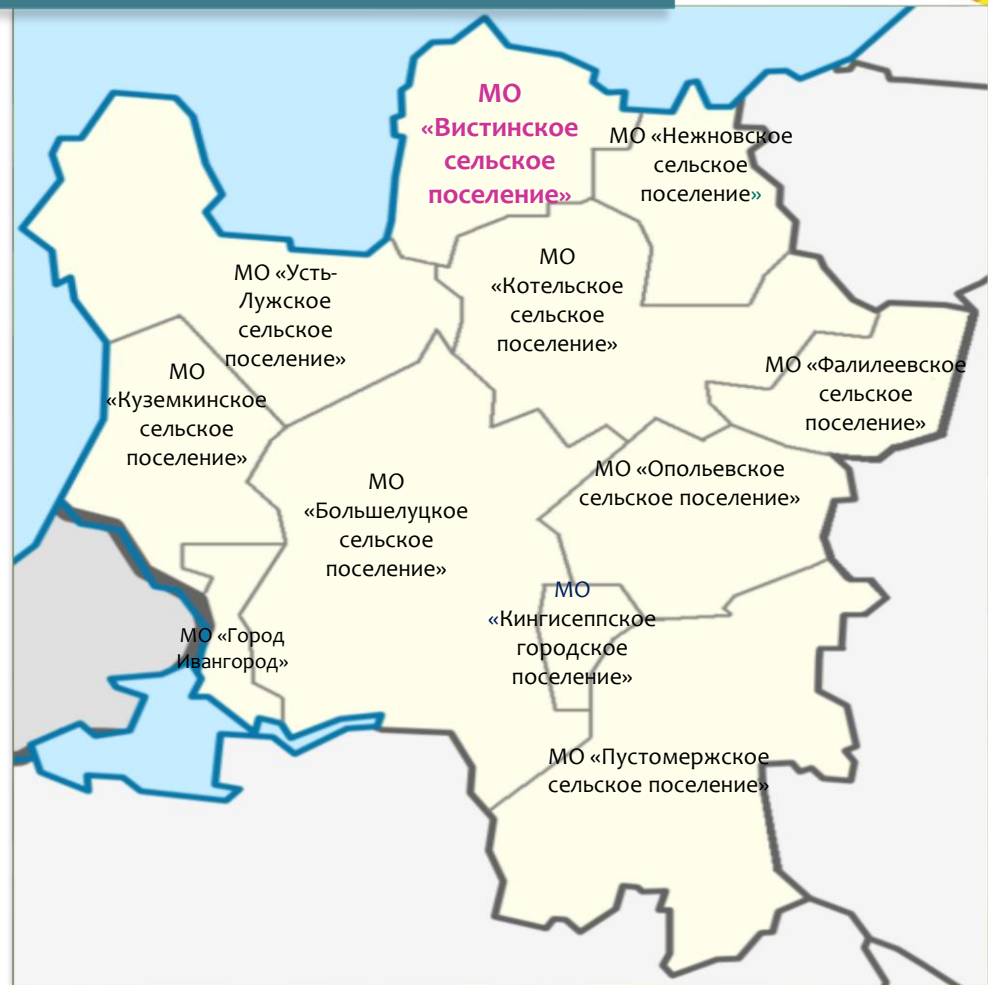 МО
«Вистинское
сельское
поселение»
МО «Нежновское
сельское
поселение»
МО «Усть-
Лужское
сельское
поселение»
МО
«Котельское
сельское
поселение»
МО
«Куземкинское
сельское
поселение»
МО «Фалилеевское
сельское
поселение»
МО
«Большелуцкое
сельское
поселение»
МО «Опольевское
сельское поселение»
МО
«Кингисеппское
городское
поселение»
МО «Город
Ивангород»
МО «Пустомержское
сельское поселение»